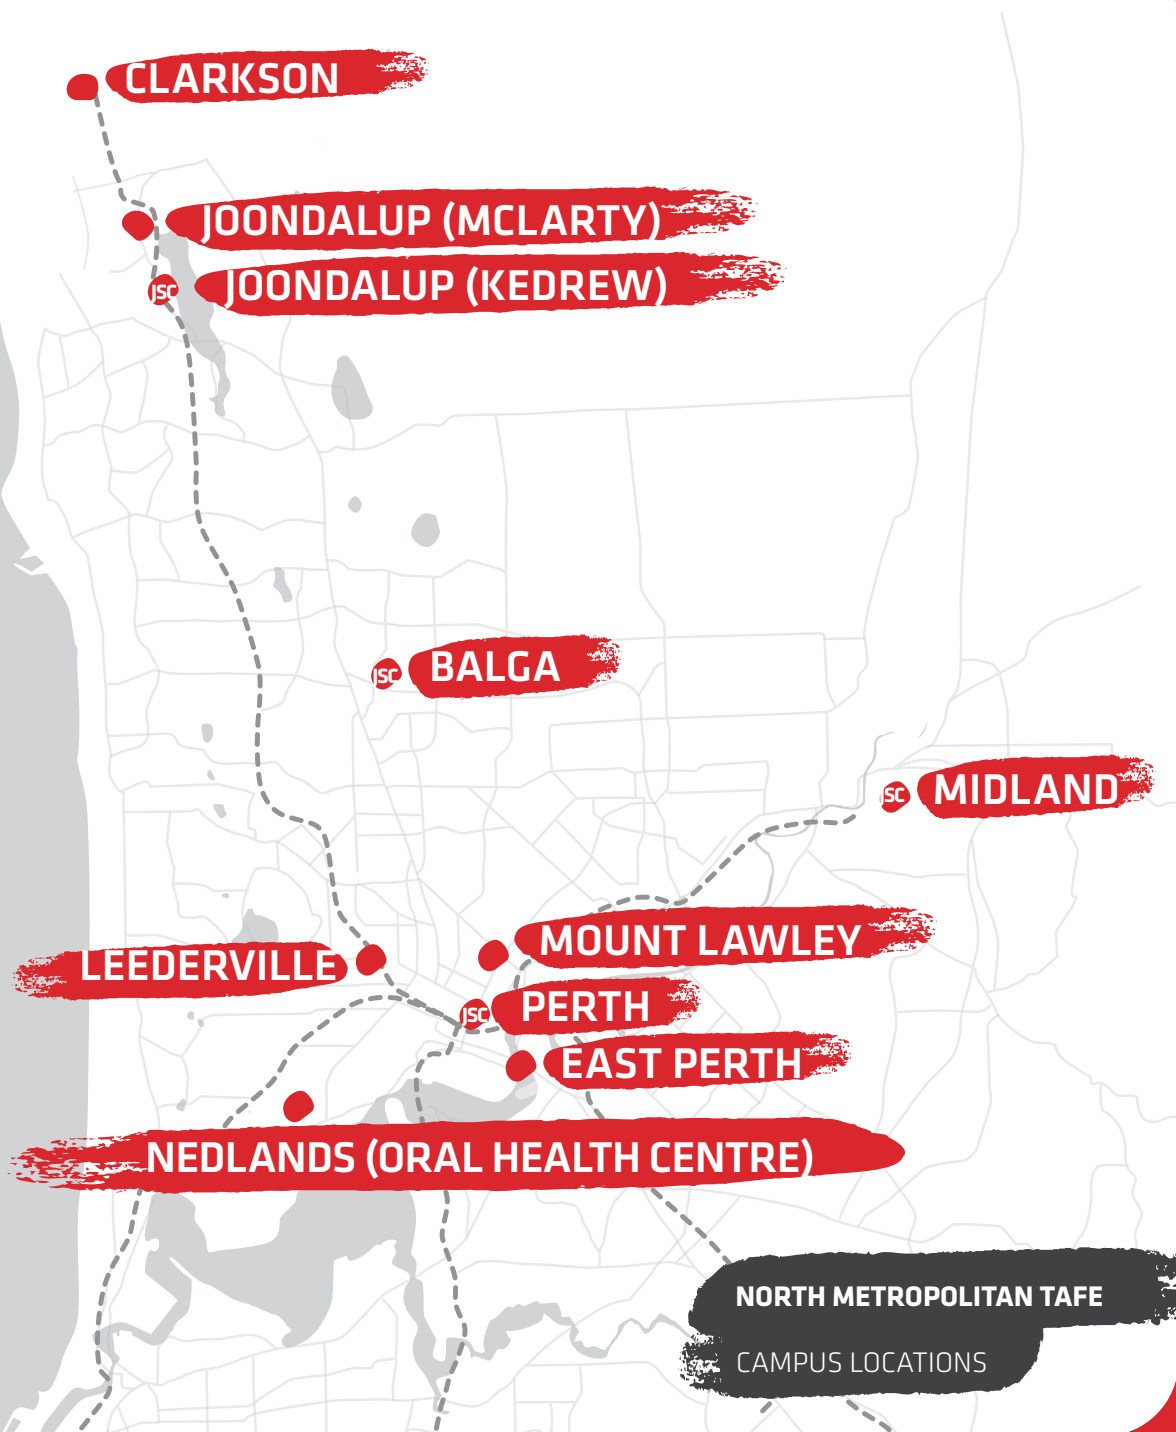 CLARKSON
JOONDALUP (MCLARTY)
JSC JOONDALUP (KEDREW)
JSC BALGA
JSC MIDLAND
MOUNT LAWLEY
LEEDERVILLE
JSC PERTH
EAST PERTH
NEDLANDS (ORAL HEALTH CENTRE)
NORTH METROPOLITAN TAFE
CAMPUS LOCATIONS